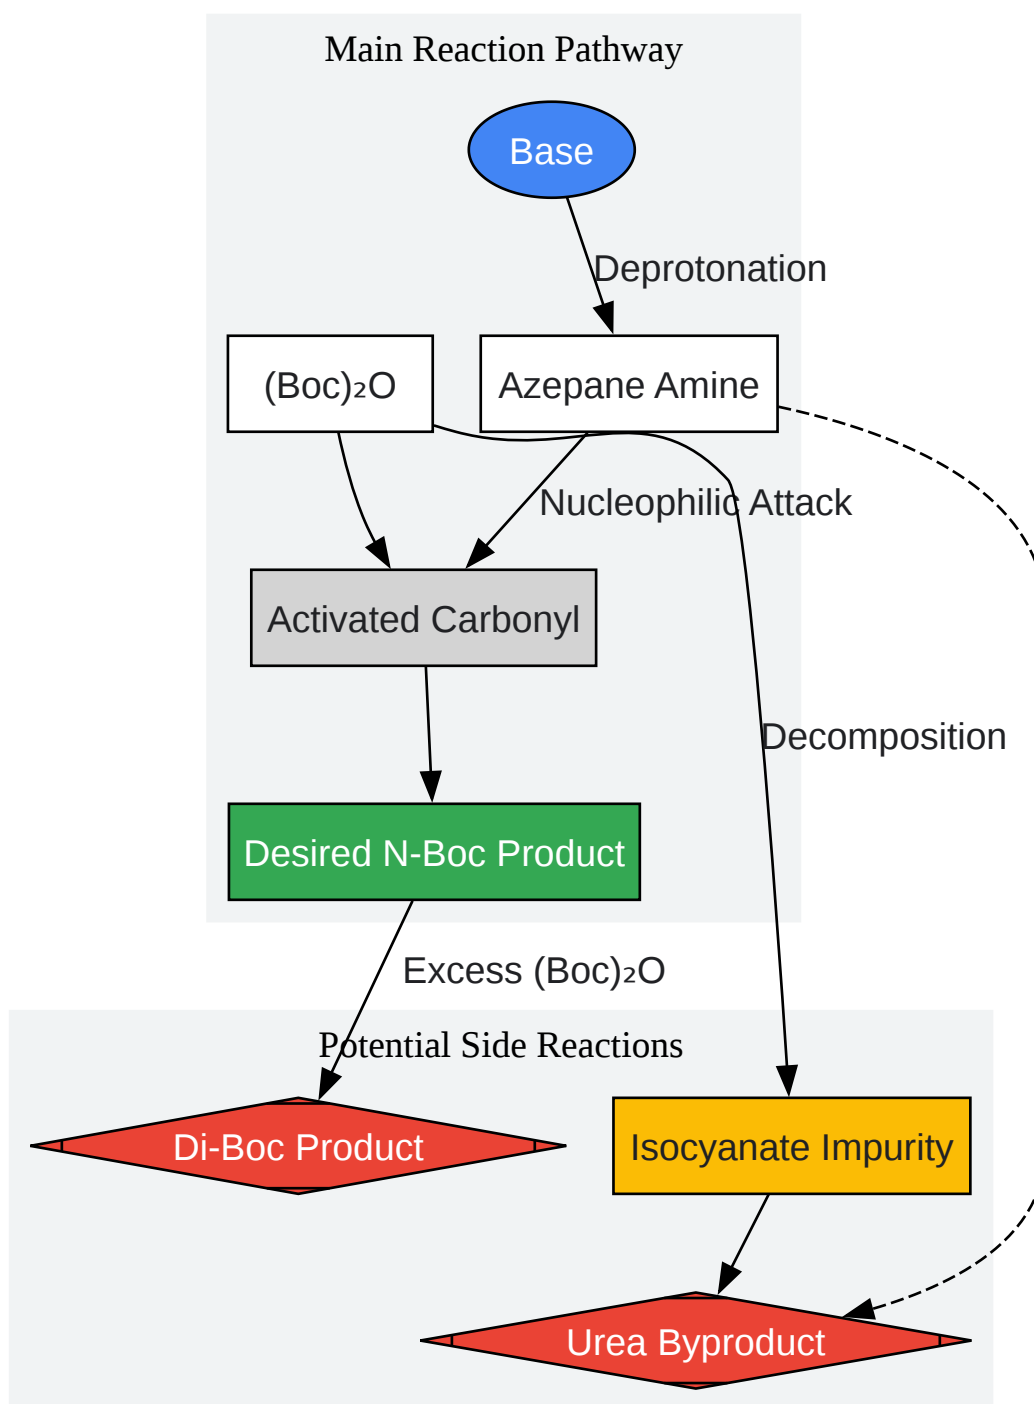 Main Reaction Pathway
Base
Deprotonation
(Boc)₂O
Azepane Amine
Nucleophilic Attack
Activated Carbonyl
Decomposition
Desired N-Boc Product
Excess (Boc)₂O
Potential Side Reactions
Di-Boc Product
Isocyanate Impurity
Urea Byproduct